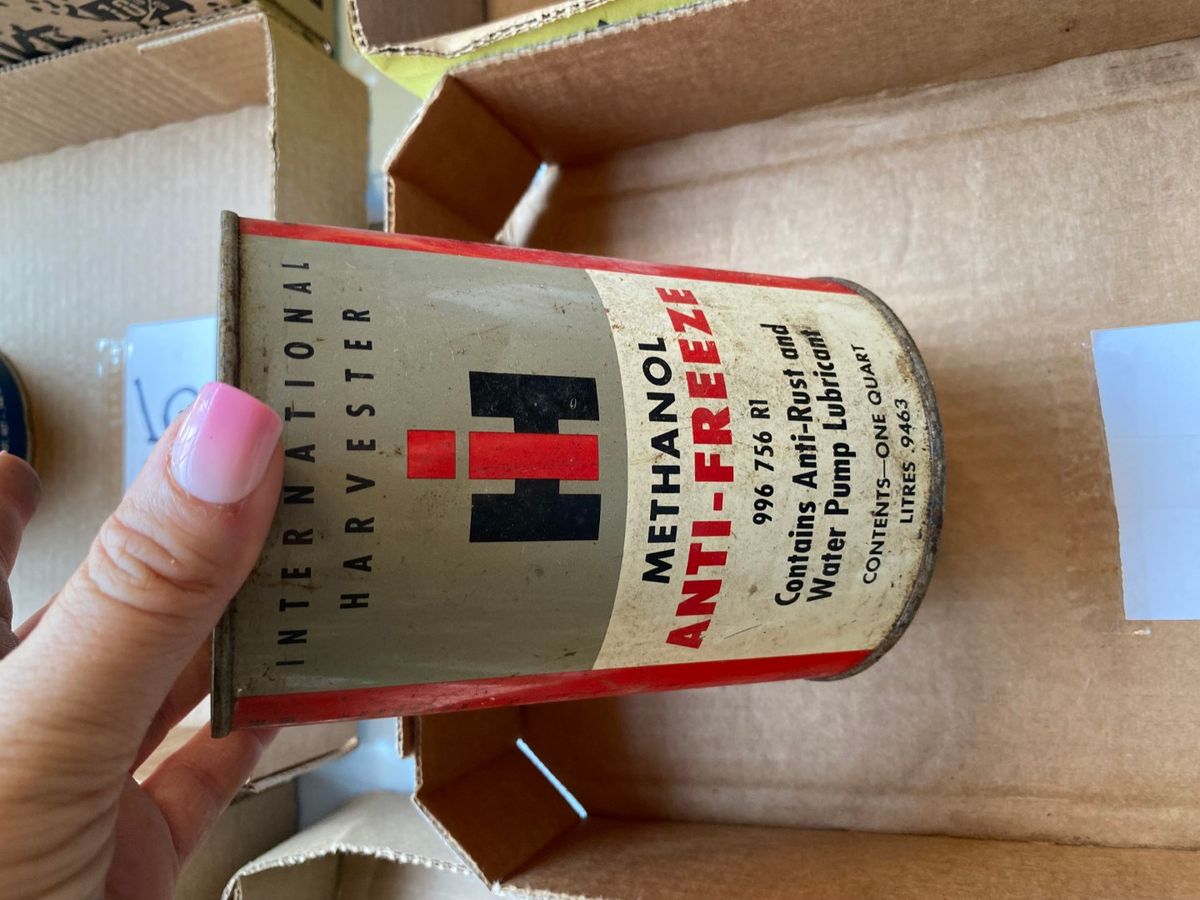 INTERNATIONAL
HARVESTER
IH
METHANOL
ANTI-FREEZE
996 756 R1
Contains Anti-Rust and
Water Pump Lubricant
CONTENTS—ONE QUART
LITRES .9463